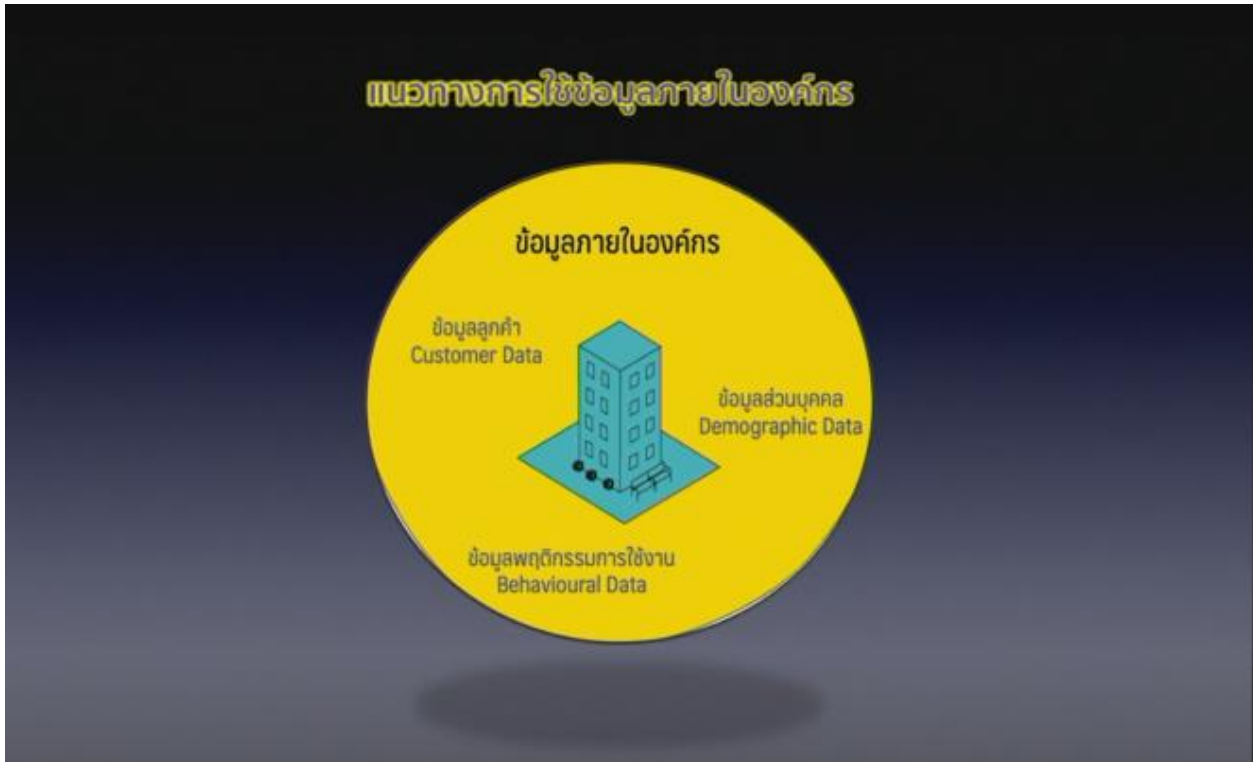 แนวทางการใช้ข้อมูลภายในองค์กร
ข้อมูลภายในองค์กร
ข้อมูลลูกค้า
Customer Data
ข้อมูลส่วนบุคคล
Demographic Data
ข้อมูลพฤติกรรมการใช้งาน
Behavioural Data